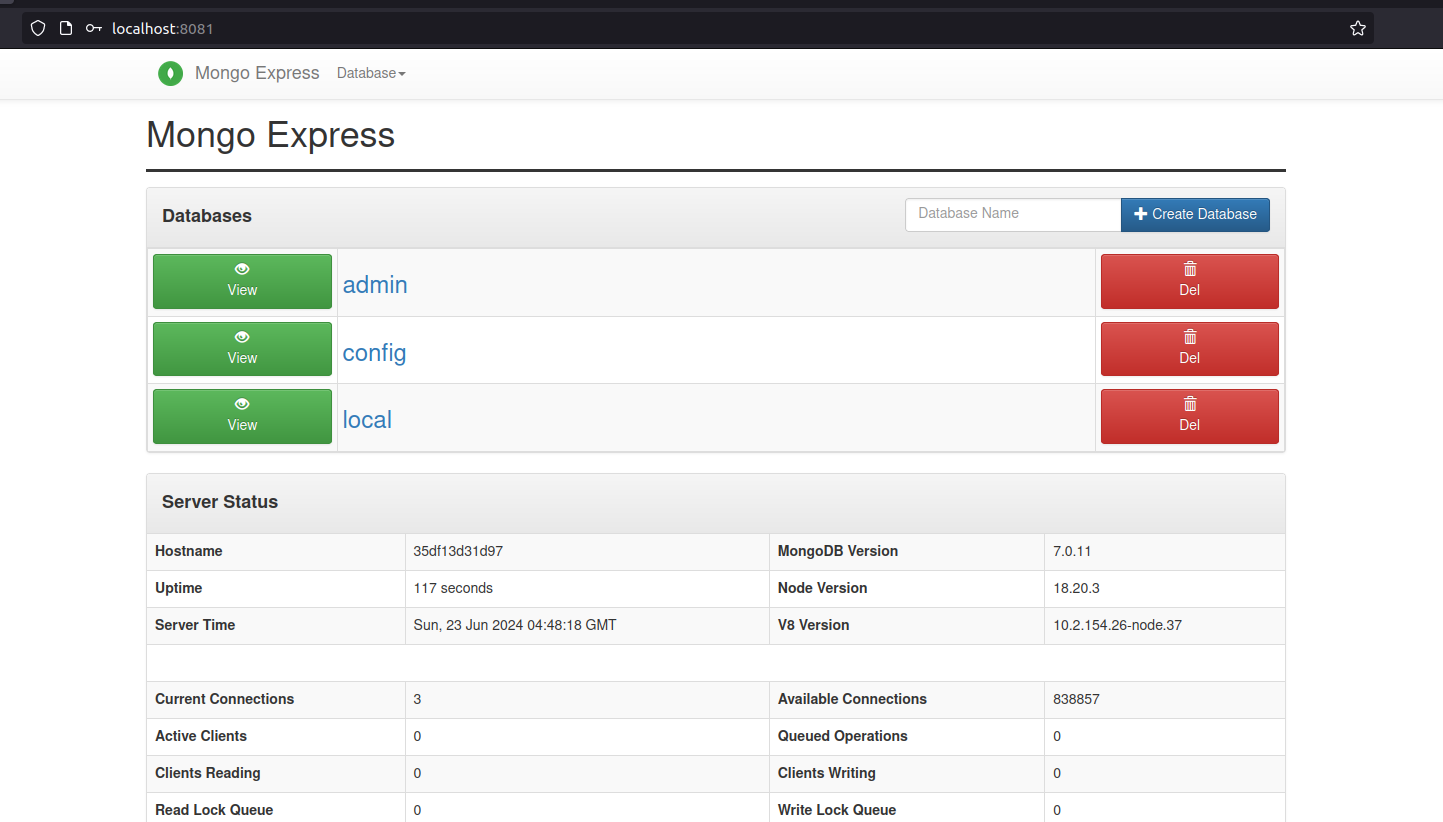 localhost:8081
Mongo Express Database
Mongo Express
Databases Database Name Create Database
View admin Del
View config Del
View local Del
Server Status
Hostname 35df13d31d97 MongoDB Version 7.0.11
Uptime 117 seconds Node Version 18.20.3
Server Time Sun, 23 Jun 2024 04:48:18 GMT V8 Version 10.2.154.26-node.37
Current Connections 3 Available Connections 838857
Active Clients 0 Queued Operations 0
Clients Reading 0 Clients Writing 0
Read Lock Queue 0 Write Lock Queue 0